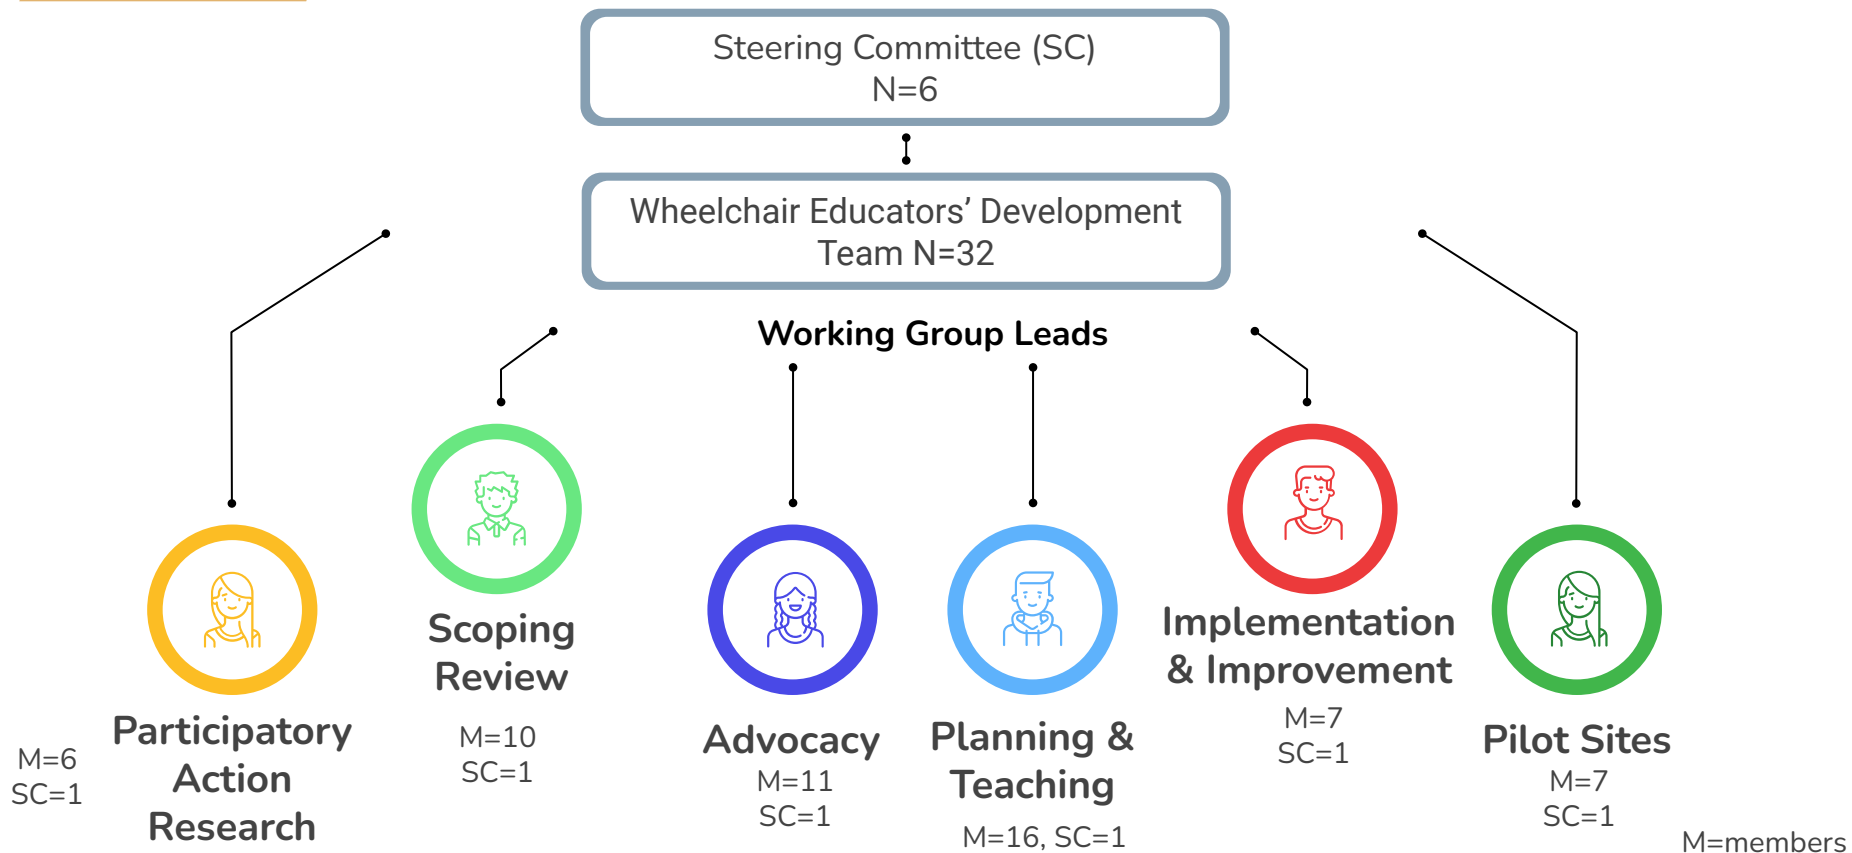 Steering Committee (SC)
N=6
Wheelchair Educators’ Development
Team N=32
Working Group Leads
Participatory
Action
Research
M=6
SC=1
Scoping
Review
M=10
SC=1
Advocacy
M=11
SC=1
Planning &
Teaching
M=16, SC=1
Implementation
& Improvement
M=7
SC=1
Pilot Sites
M=7
SC=1
M=members